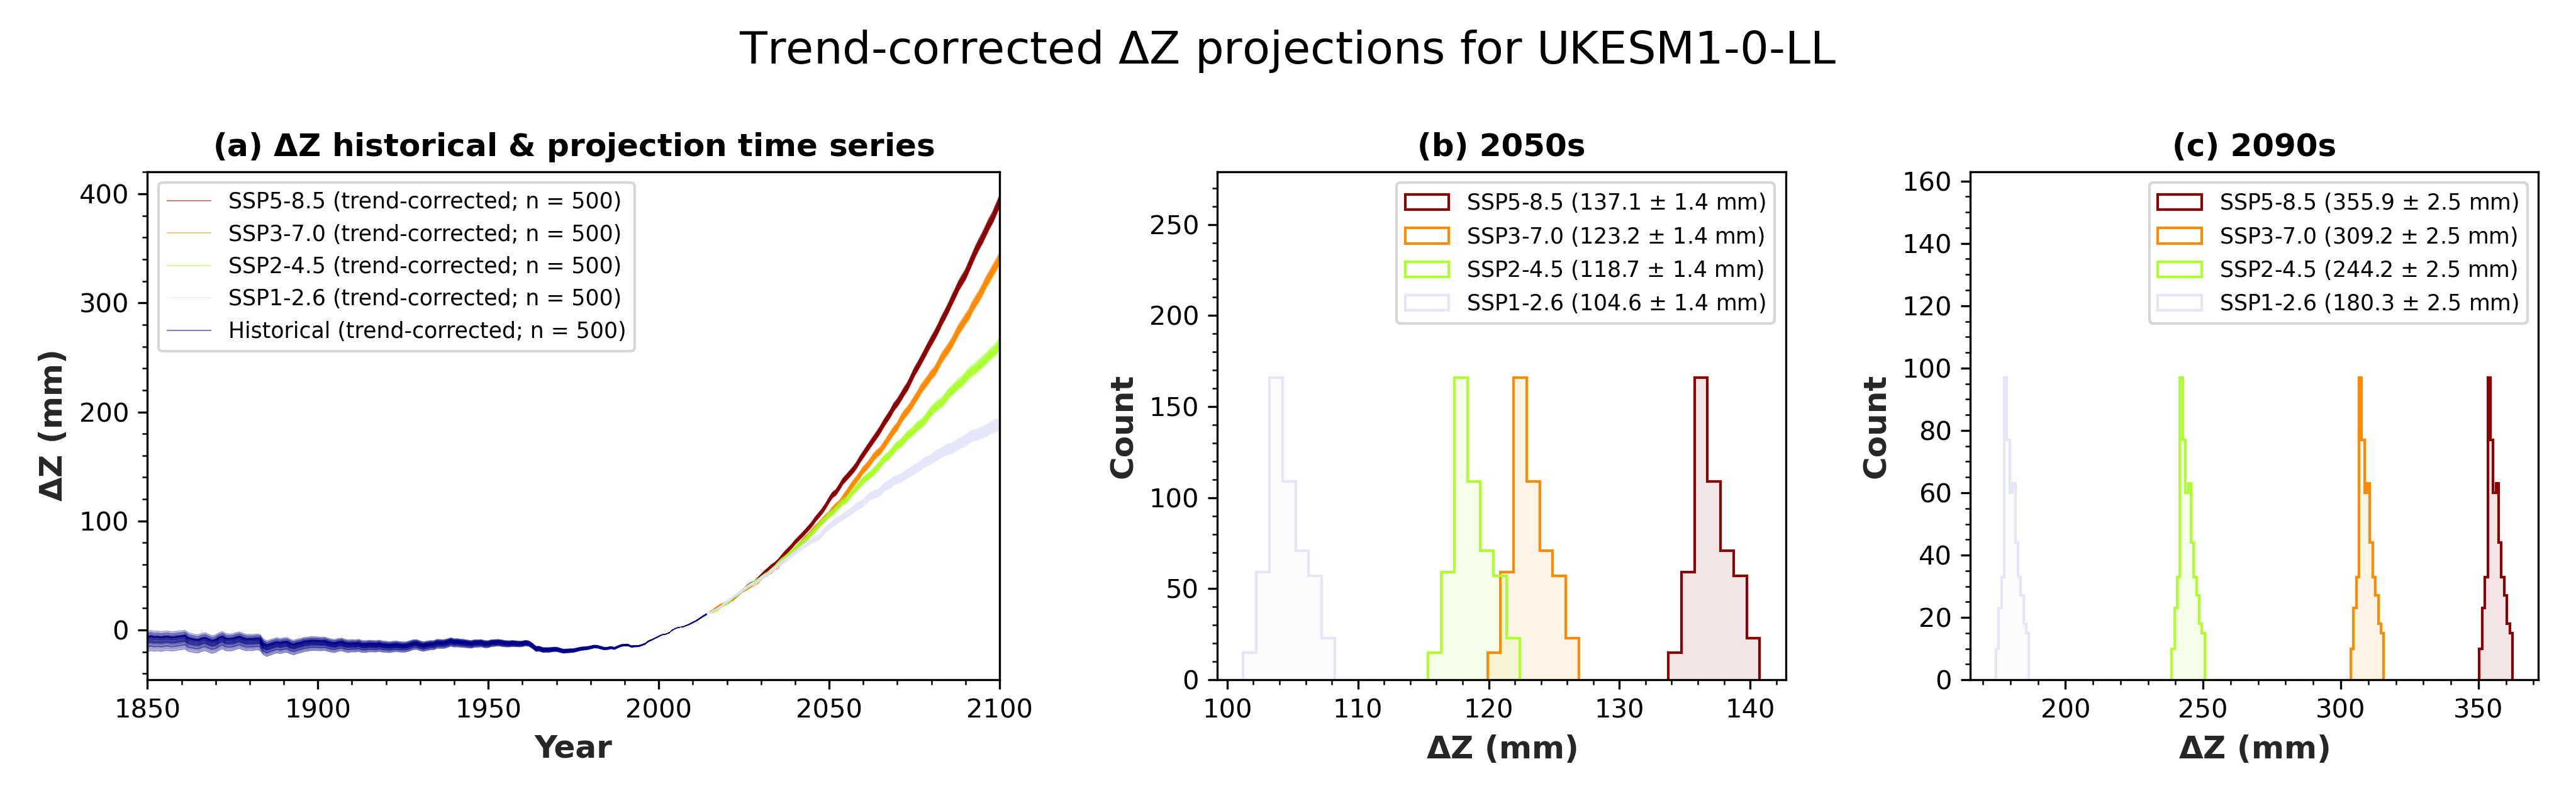 Trend-corrected ΔZ projections for UKESM1-0-LL
(a) ΔZ historical & projection time series
SSP5-8.5 (trend-corrected; n = 500)
SSP3-7.0 (trend-corrected; n = 500)
SSP2-4.5 (trend-corrected; n = 500)
SSP1-2.6 (trend-corrected; n = 500)
Historical (trend-corrected; n = 500)
400
300
200
100
0
ΔZ (mm)
1850 1900 1950 2000 2050 2100
Year
(b) 2050s
SSP5-8.5 (137.1 ± 1.4 mm)
SSP3-7.0 (123.2 ± 1.4 mm)
SSP2-4.5 (118.7 ± 1.4 mm)
SSP1-2.6 (104.6 ± 1.4 mm)
250
200
150
100
50
0
Count
100 110 120 130 140
ΔZ (mm)
(c) 2090s
SSP5-8.5 (355.9 ± 2.5 mm)
SSP3-7.0 (309.2 ± 2.5 mm)
SSP2-4.5 (244.2 ± 2.5 mm)
SSP1-2.6 (180.3 ± 2.5 mm)
160
140
120
100
80
60
40
20
0
Count
200 250 300 350
ΔZ (mm)